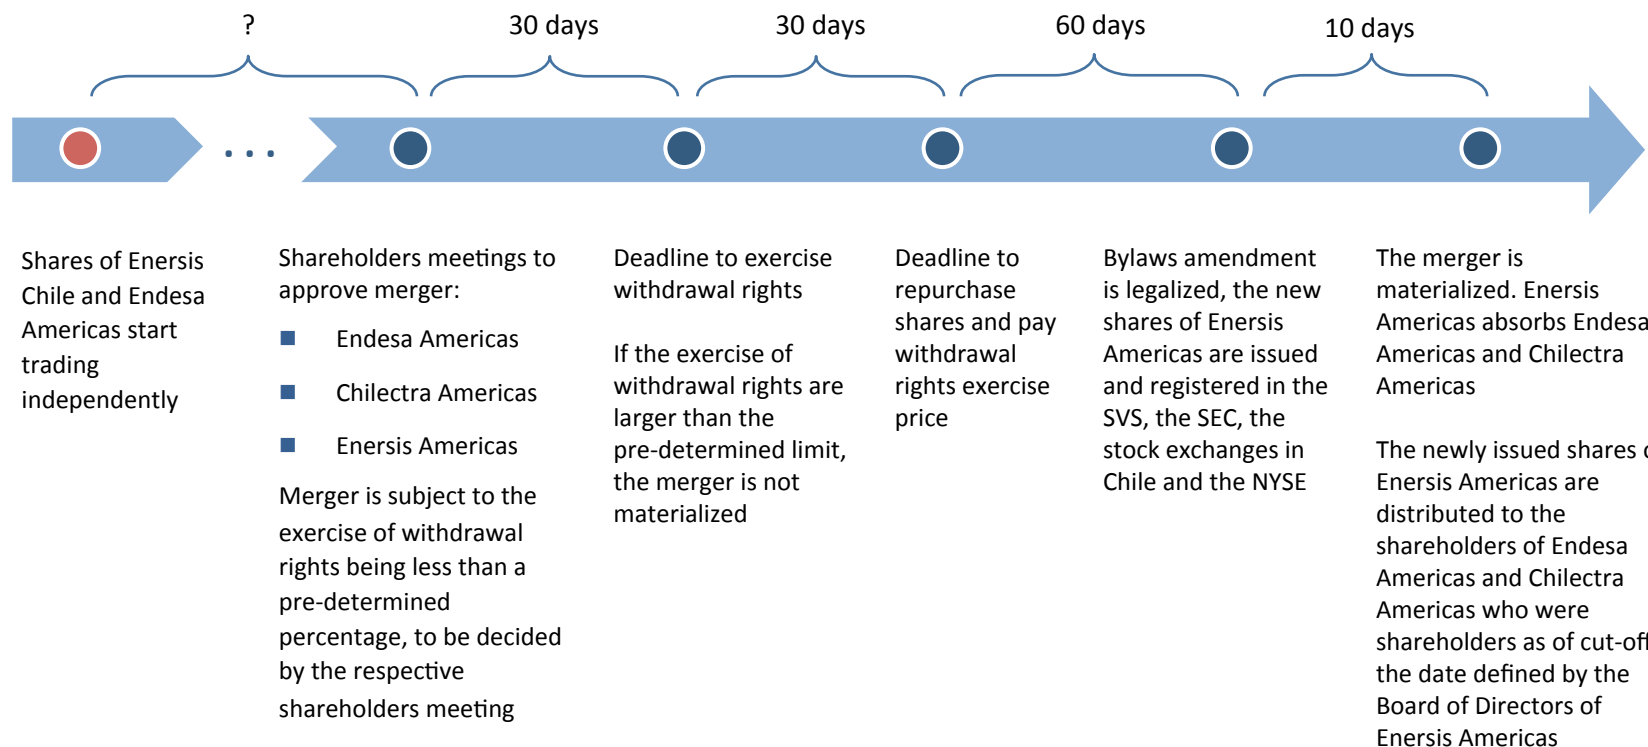 ?
30 days
30 days
60 days
10 days
. . .
Shares of Enersis
Chile and Endesa
Americas start
trading
independently
Shareholders meetings to
approve merger:
Endesa Americas
Chilectra Americas
Enersis Americas
Merger is subject to the
exercise of withdrawal
rights being less than a
pre-determined
percentage, to be decided
by the respective
shareholders meeting
Deadline to exercise
withdrawal rights
If the exercise of
withdrawal rights are
larger than the
pre-determined limit,
the merger is not
materialized
Deadline to
repurchase
shares and pay
withdrawal
rights exercise
price
Bylaws amendment
is legalized, the new
shares of Enersis
Americas are issued
and registered in the
SVS, the SEC, the
stock exchanges in
Chile and the NYSE
The merger is
materialized. Enersis
Americas absorbs Endesa
Americas and Chilectra
Americas
The newly issued shares
Enersis Americas are
distributed to the
shareholders of Endesa
Americas and Chilectra
Americas who were
shareholders as of cut-off
the date defined by the
Board of Directors of
Enersis Americas